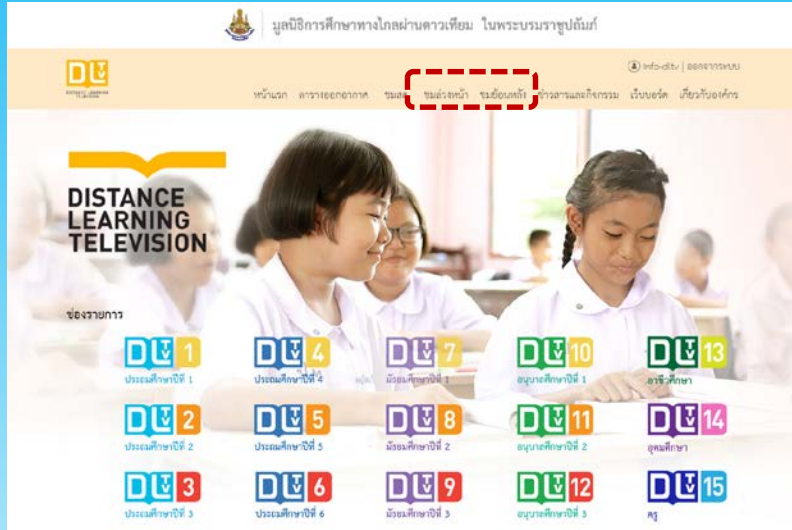 มูลนิธิการศึกษาทางไกลผ่านดาวเทียม ในพระบรมราชูปถัมภ์
DLTV
DISTANCE LEARNING TELEVISION
info-dltv | ออกจากระบบ
หน้าแรก ตารางออกอากาศ ชมสด ชมล่วงหน้า ชมย้อนหลัง ข่าวสารและกิจกรรม เว็บบอร์ด เกี่ยวกับองค์กร
DISTANCE
LEARNING
TELEVISION
ช่องรายการ
DLTV 1 DLTV 4 DLTV 7 DLTV 10 DLTV 13
ประถมศึกษาปีที่ 1 ประถมศึกษาปีที่ 4 มัธยมศึกษาปีที่ 1 อนุบาลศึกษาปีที่ 1 อาชีวศึกษา
DLTV 2 DLTV 5 DLTV 8 DLTV 11 DLTV 14
ประถมศึกษาปีที่ 2 ประถมศึกษาปีที่ 5 มัธยมศึกษาปีที่ 2 อนุบาลศึกษาปีที่ 2 อุดมศึกษา
DLTV 3 DLTV 6 DLTV 9 DLTV 12 DLTV 15
ประถมศึกษาปีที่ 3 ประถมศึกษาปีที่ 6 มัธยมศึกษาปีที่ 3 อนุบาลศึกษาปีที่ 3 ครู